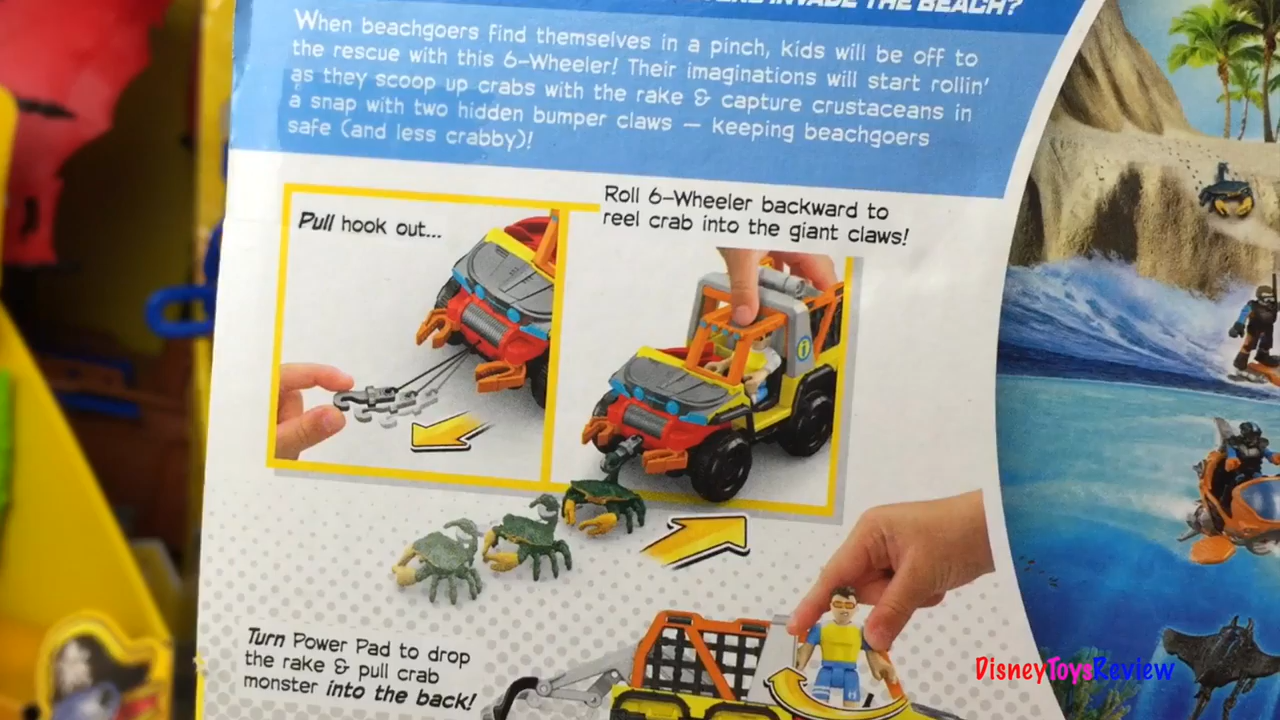 INVADE THE BEACH?
When beachgoers find themselves in a pinch, kids will be off to
the rescue with this 6-Wheeler! Their imaginations will start rollin'
as they scoop up crabs with the rake & capture crustaceans in
a snap with two hidden bumper claws — keeping beachgoers
safe (and less crabby)!
Pull hook out...
Roll 6-Wheeler backward to
reel crab into the giant claws!
Turn Power Pad to drop
the rake & pull crab
monster into the back!
DisneyToysReview